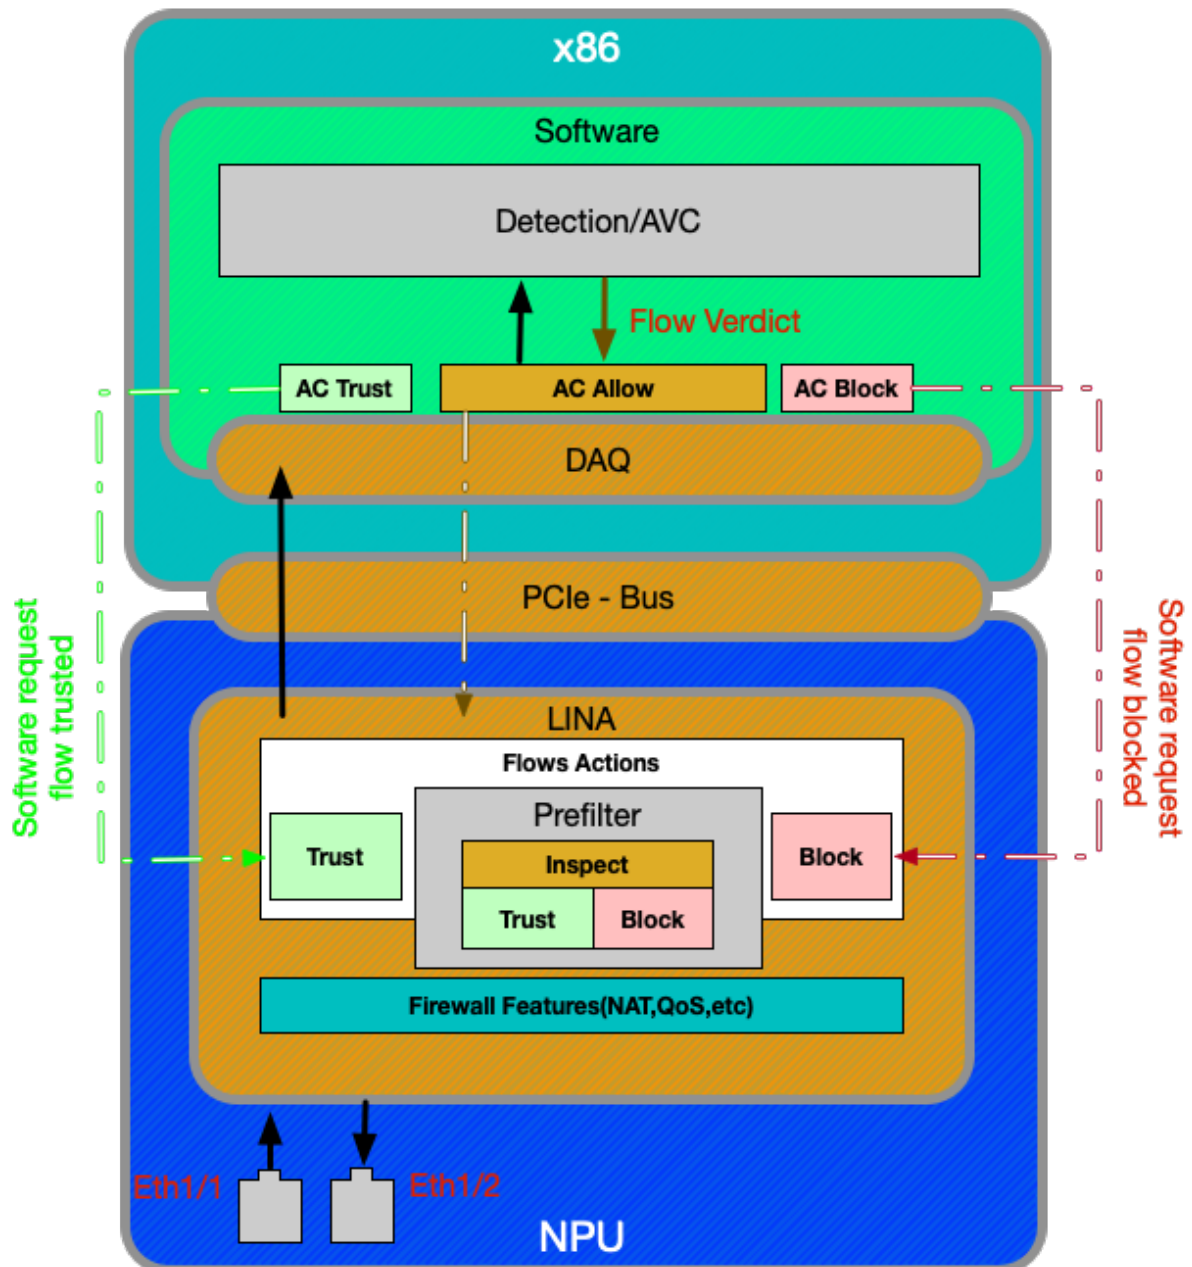 x86
Software
Detection/AVC
Flow Verdict
AC Trust
AC Allow
AC Block
DAQ
PCIe - Bus
Software request
flow trusted
Software request
flow blocked
LINA
Flows Actions
Prefilter
Trust
Inspect
Block
Trust
Block
Firewall Features(NAT,QoS,etc)
Eth1/1
Eth1/2
NPU